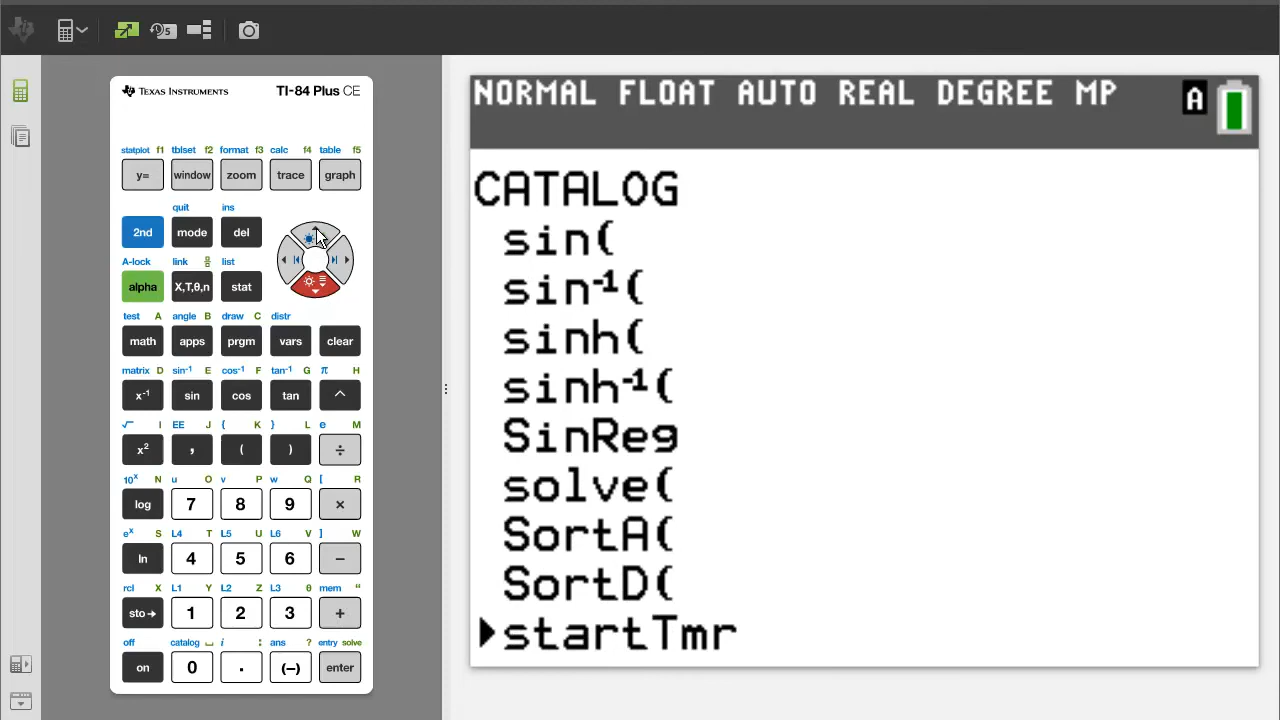 TEXAS INSTRUMENTS TI-84 Plus CE
statplot f1 tblset f2 format f3 calc f4 table f5
y= window zoom trace graph
quit ins
2nd mode del
A-lock link list
alpha X,T,θ,n stat
test A angle B draw C distr
math apps prgm vars clear
matrix D sin⁻¹ E cos⁻¹ F tan⁻¹ G π H
x⁻¹ sin cos tan ^
√ I EE J { K } L e M
x² , ( ) ÷
10ˣ N u O v P w Q [ R
log 7 8 9 ×
eˣ S L4 T L5 U L6 V ] W
ln 4 5 6 −
rcl X L1 Y L2 Z L3 θ mem “
sto→ 1 2 3 +
off catalog ⎵ i : ans ? entry solve
on 0 . (−) enter
NORMAL FLOAT AUTO REAL DEGREE MP
A
CATALOG
sin(
sin⁻¹(
sinh(
sinh⁻¹(
SinReg
solve(
SortA(
SortD(
▶startTmr